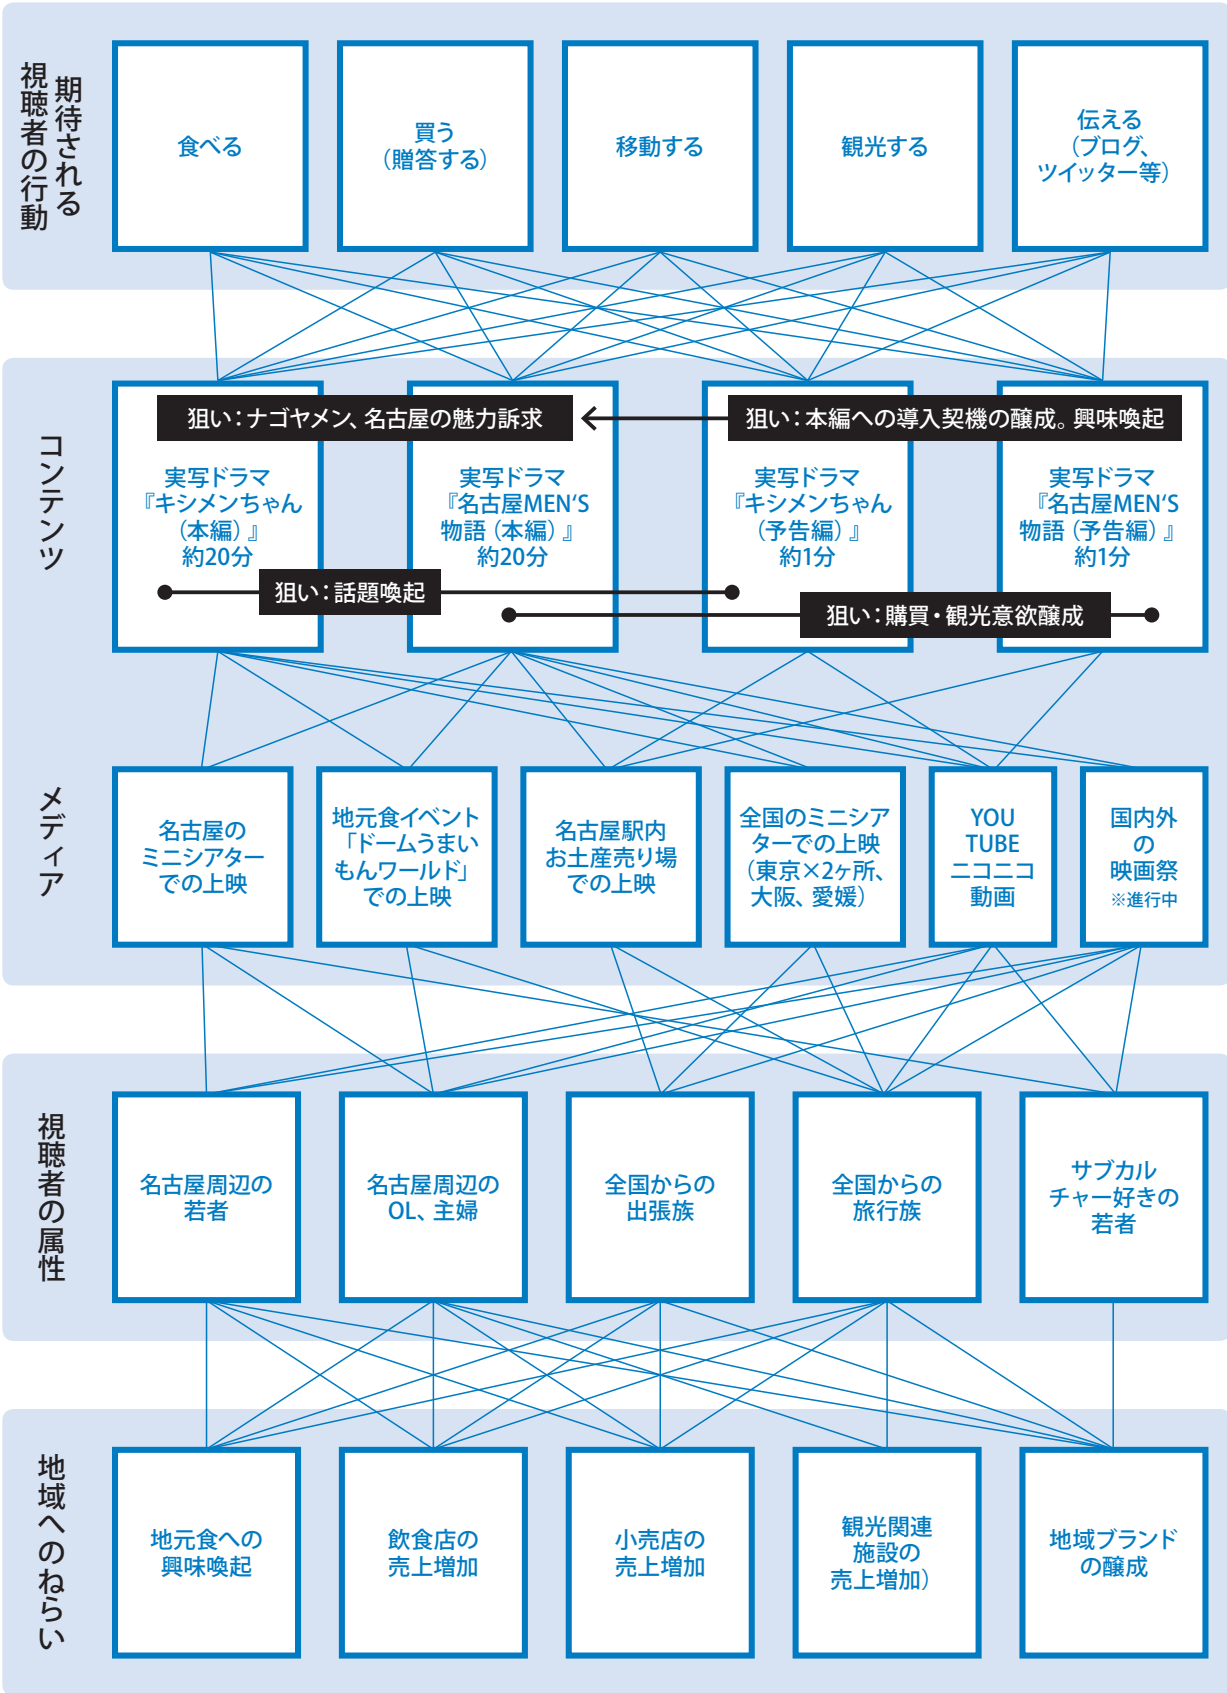 期待される
視聴者の行動
食べる
買う
（贈答する）
移動する
観光する
伝える
（ブログ、
ツイッター等）
コンテンツ
狙い：ナゴヤメン、名古屋の魅力訴求
狙い：本編への導入契機の醸成。興味喚起
実写ドラマ
『キシメンちゃん
（本編）』
約20分
実写ドラマ
『名古屋MEN‘S
物語（本編）』
約20分
実写ドラマ
『キシメンちゃん
（予告編）』
約1分
実写ドラマ
『名古屋MEN‘S
物語（予告編）』
約1分
狙い：話題喚起
狙い：購買・観光意欲醸成
メディア
名古屋の
ミニシアター
での上映
地元食イベント
「ドームうまい
もんワールド」
での上映
名古屋駅内
お土産売り場
での上映
全国のミニシア
ターでの上映
（東京×2ヶ所、
大阪、愛媛）
YOU
TUBE
ニコニコ
動画
国内外
の
映画祭
※進行中
視聴者の属性
名古屋周辺の
若者
名古屋周辺の
OL、主婦
全国からの
出張族
全国からの
旅行族
サブカル
チャー好きの
若者
地域へのねらい
地元食への
興味喚起
飲食店の
売上増加
小売店の
売上増加
観光関連
施設の
売上増加）
地域ブランド
の醸成